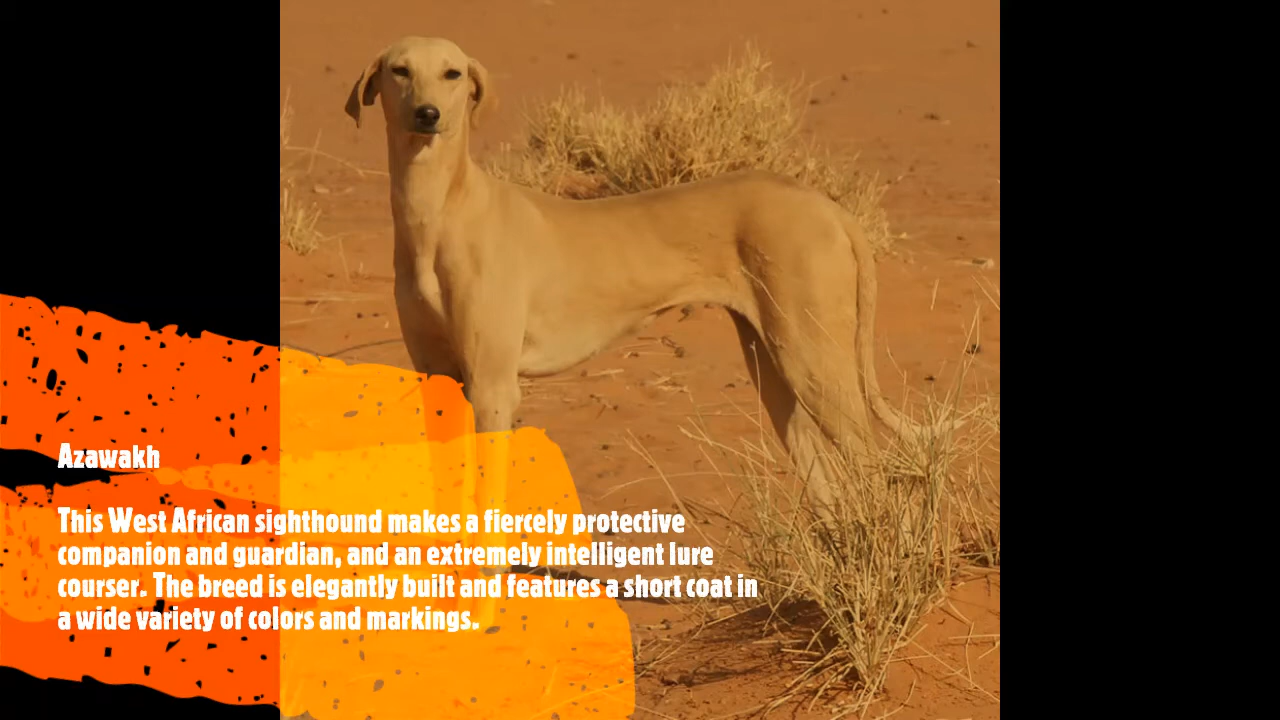 Azawakh
This West African sighthound makes a fiercely protective
companion and guardian, and an extremely intelligent lure
courser. The breed is elegantly built and features a short coat in
a wide variety of colors and markings.